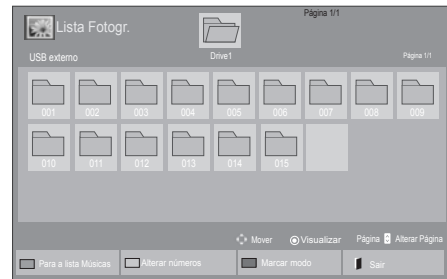 Página 1/1
Lista Fotogr.
USB externo Drive1 Página 1/1
001 002 003 004 005 006 007 008 009
010 011 012 013 014 015
Mover Visualizar Página Alterar Página
Para a lista Músicas Alterar números Marcar modo Sair